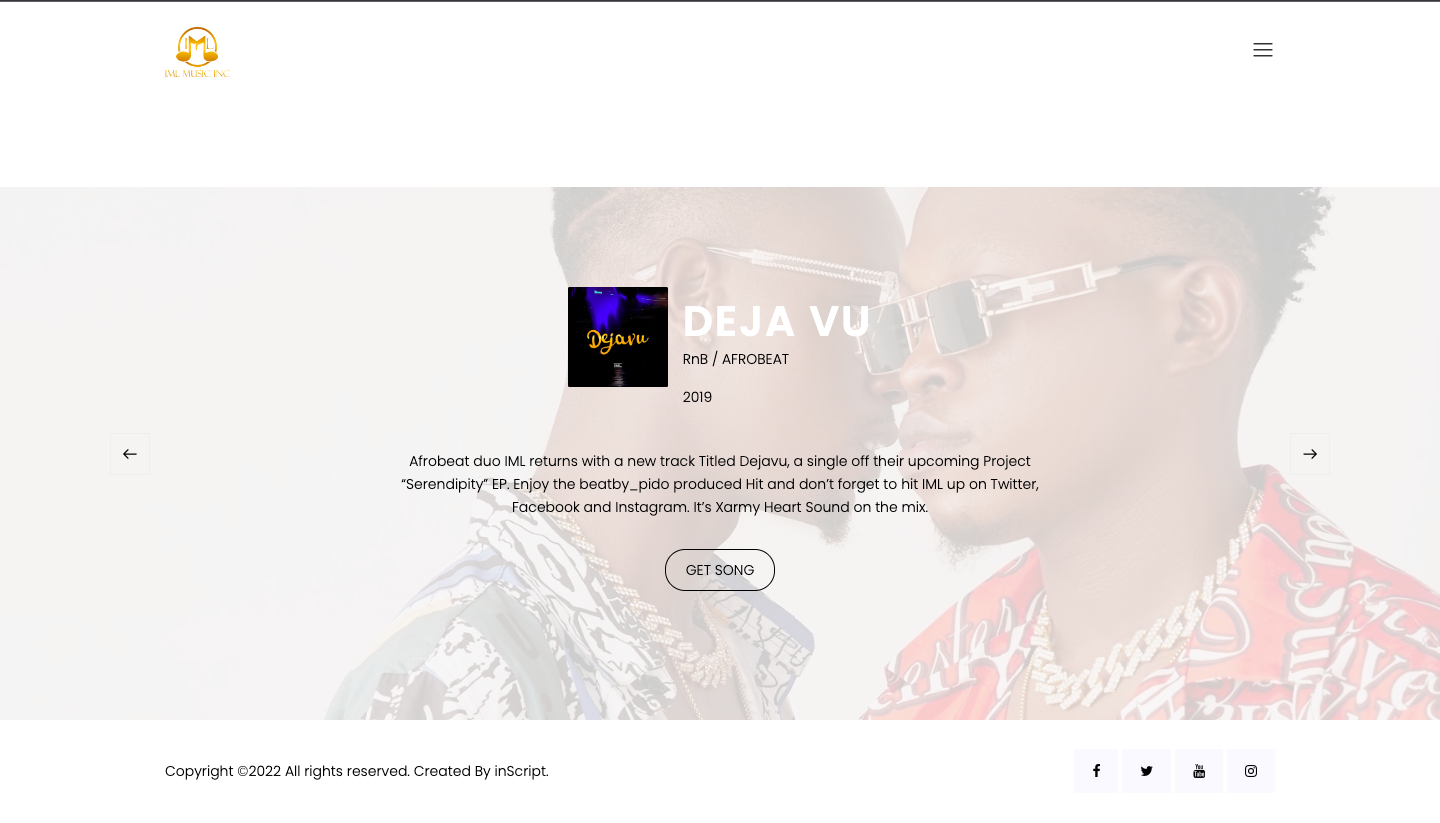 IML
IML MUSIC INC
Dejavu
DEJA VU
RnB / AFROBEAT
2019
Afrobeat duo IML returns with a new track Titled Dejavu, a single off their upcoming Project
“Serendipity” EP. Enjoy the beatby_pido produced Hit and don’t forget to hit IML up on Twitter,
Facebook and Instagram. It’s Xarmy Heart Sound on the mix.
GET SONG
Copyright ©2022 All rights reserved. Created By inScript.
You
Tube